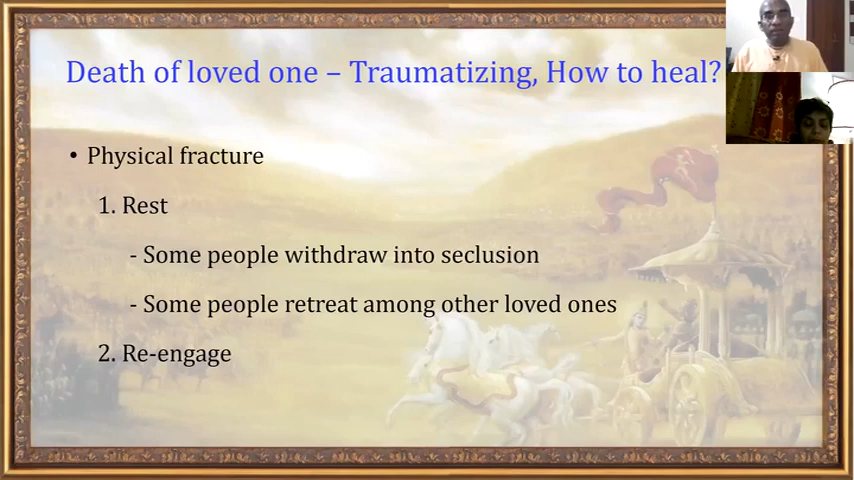 Death of loved one – Traumatizing, How to heal?
• Physical fracture
1. Rest
- Some people withdraw into seclusion
- Some people retreat among other loved ones
2. Re-engage